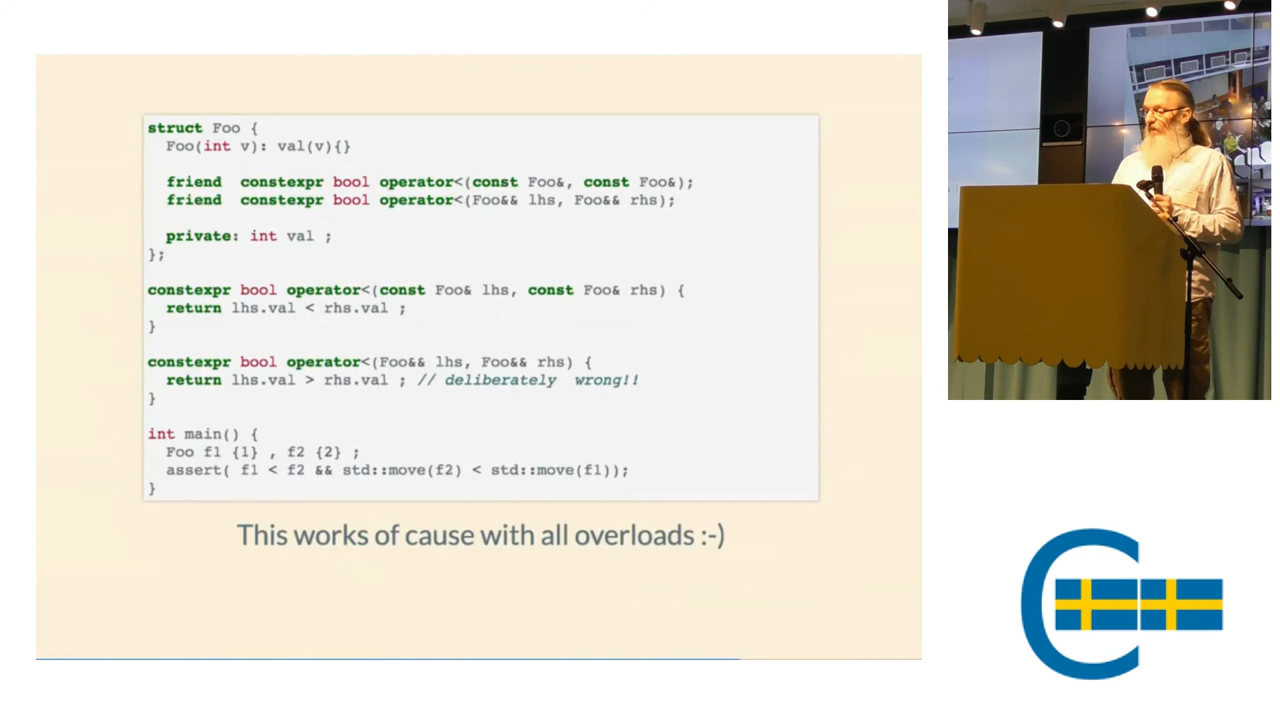 struct Foo {
Foo(int v): val(v){}
friend constexpr bool operator<(const Foo&, const Foo&);
friend constexpr bool operator<(Foo&& lhs, Foo&& rhs);
private: int val ;
};
constexpr bool operator<(const Foo& lhs, const Foo& rhs) {
return lhs.val < rhs.val ;
}
constexpr bool operator<(Foo&& lhs, Foo&& rhs) {
return lhs.val > rhs.val ; // deliberately wrong!!
}
int main() {
Foo f1 {1} , f2 {2} ;
assert( f1 < f2 && std::move(f2) < std::move(f1));
}
This works of cause with all overloads :-)
C